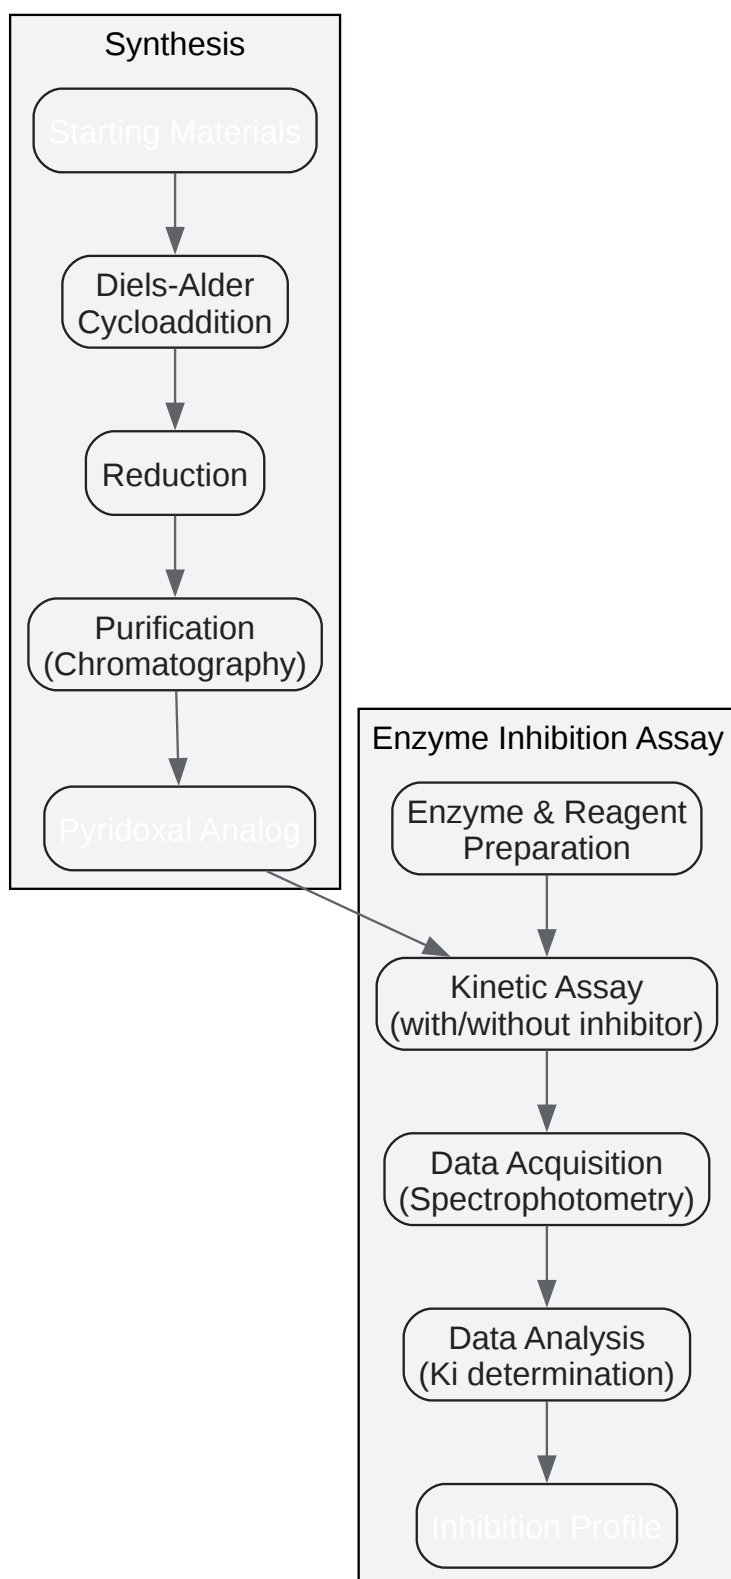 Synthesis
Starting Materials
Diels-Alder
Cycloaddition
Reduction
Purification
(Chromatography)
Pyridoxal Analog
Enzyme Inhibition Assay
Enzyme & Reagent
Preparation
Kinetic Assay
(with/without inhibitor)
Data Acquisition
(Spectrophotometry)
Data Analysis
(Ki determination)
Inhibition Profile